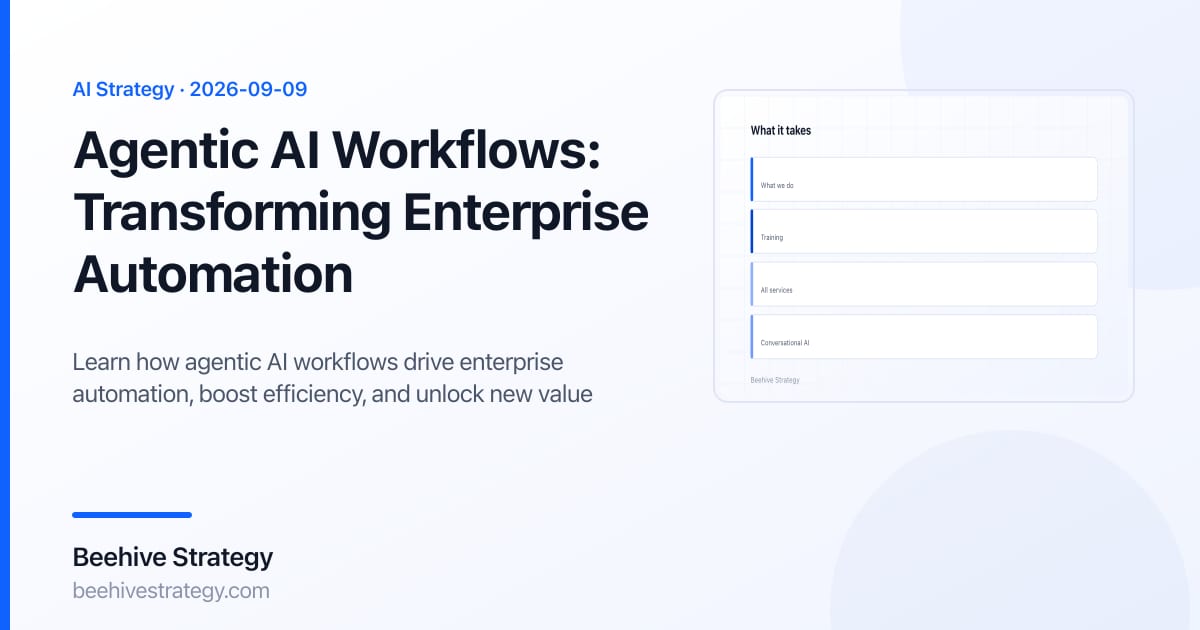 AI Strategy · 2026-09-09
Agentic AI Workflows:
Transforming Enterprise
Automation
Learn how agentic AI workflows drive enterprise
automation, boost efficiency, and unlock new value
Beehive Strategy
beehivestrategy.com
What it takes
What we do
Training
All services
Conversational AI
Beehive Strategy